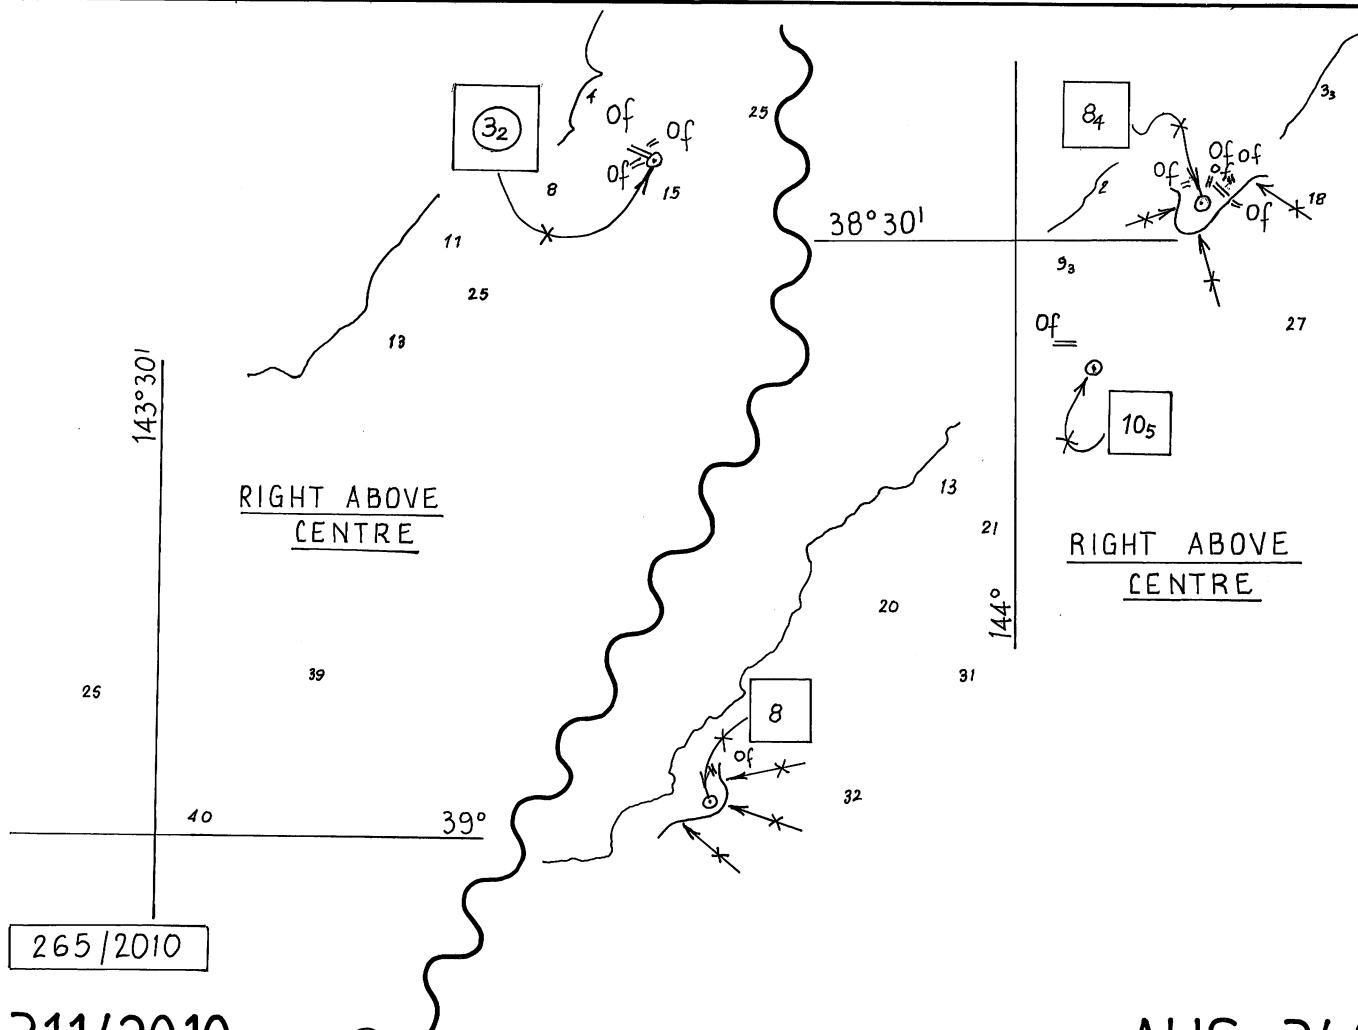 4
25
3₂
Of
Of
Of
8
15
11
25
13
143°30'
RIGHT ABOVE
CENTRE
39
25
40
39°
265/2010
8₄
3₃
Of
Of
Of
Of
2
18
38°30'
9₃
27
Of
10₅
13
21
RIGHT ABOVE
CENTRE
20
144°
31
8
Of
32